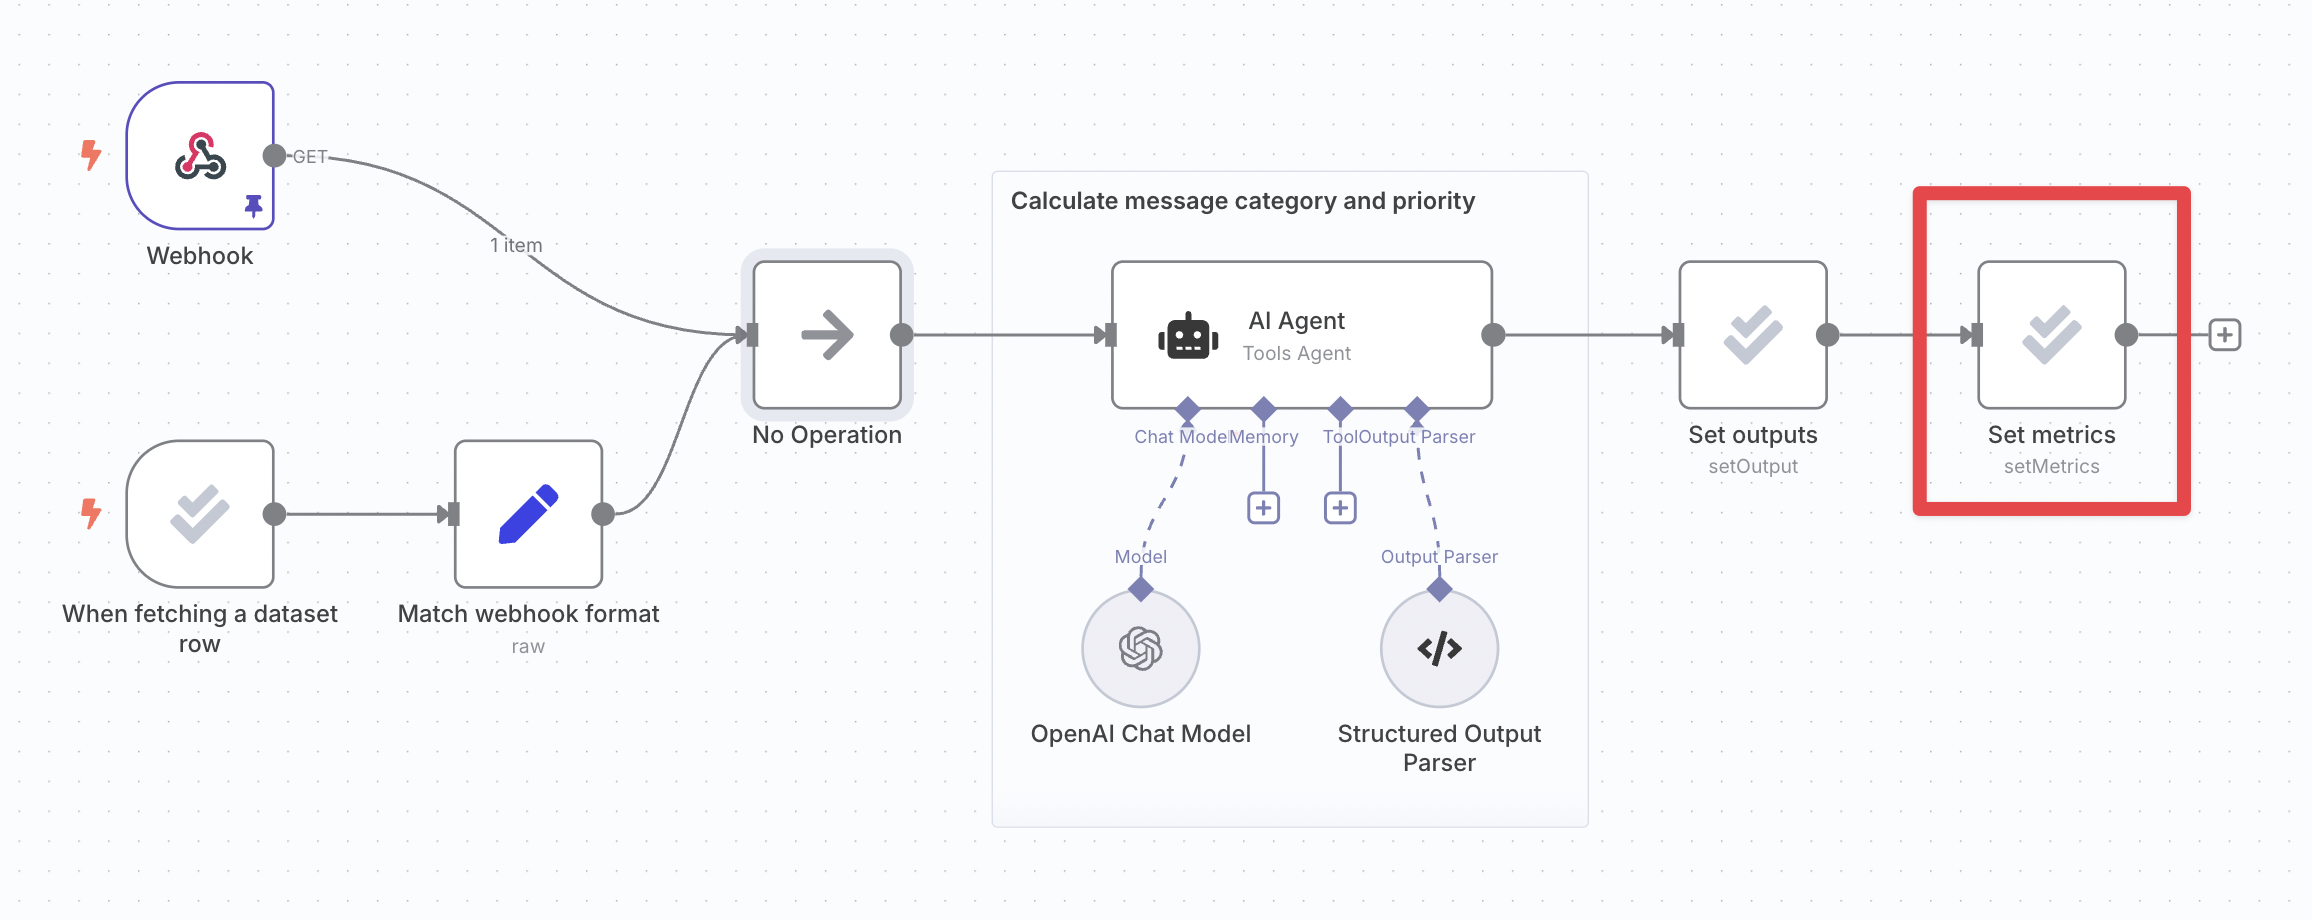 GET
Webhook
1 item
Calculate message category and priority
AI Agent
Tools Agent
No Operation
Chat Model
Memory
Tool
Output Parser
Set outputs
setOutput
Set metrics
setMetrics
Model
Output Parser
When fetching a dataset
row
Match webhook format
raw
OpenAI Chat Model
Structured Output
Parser